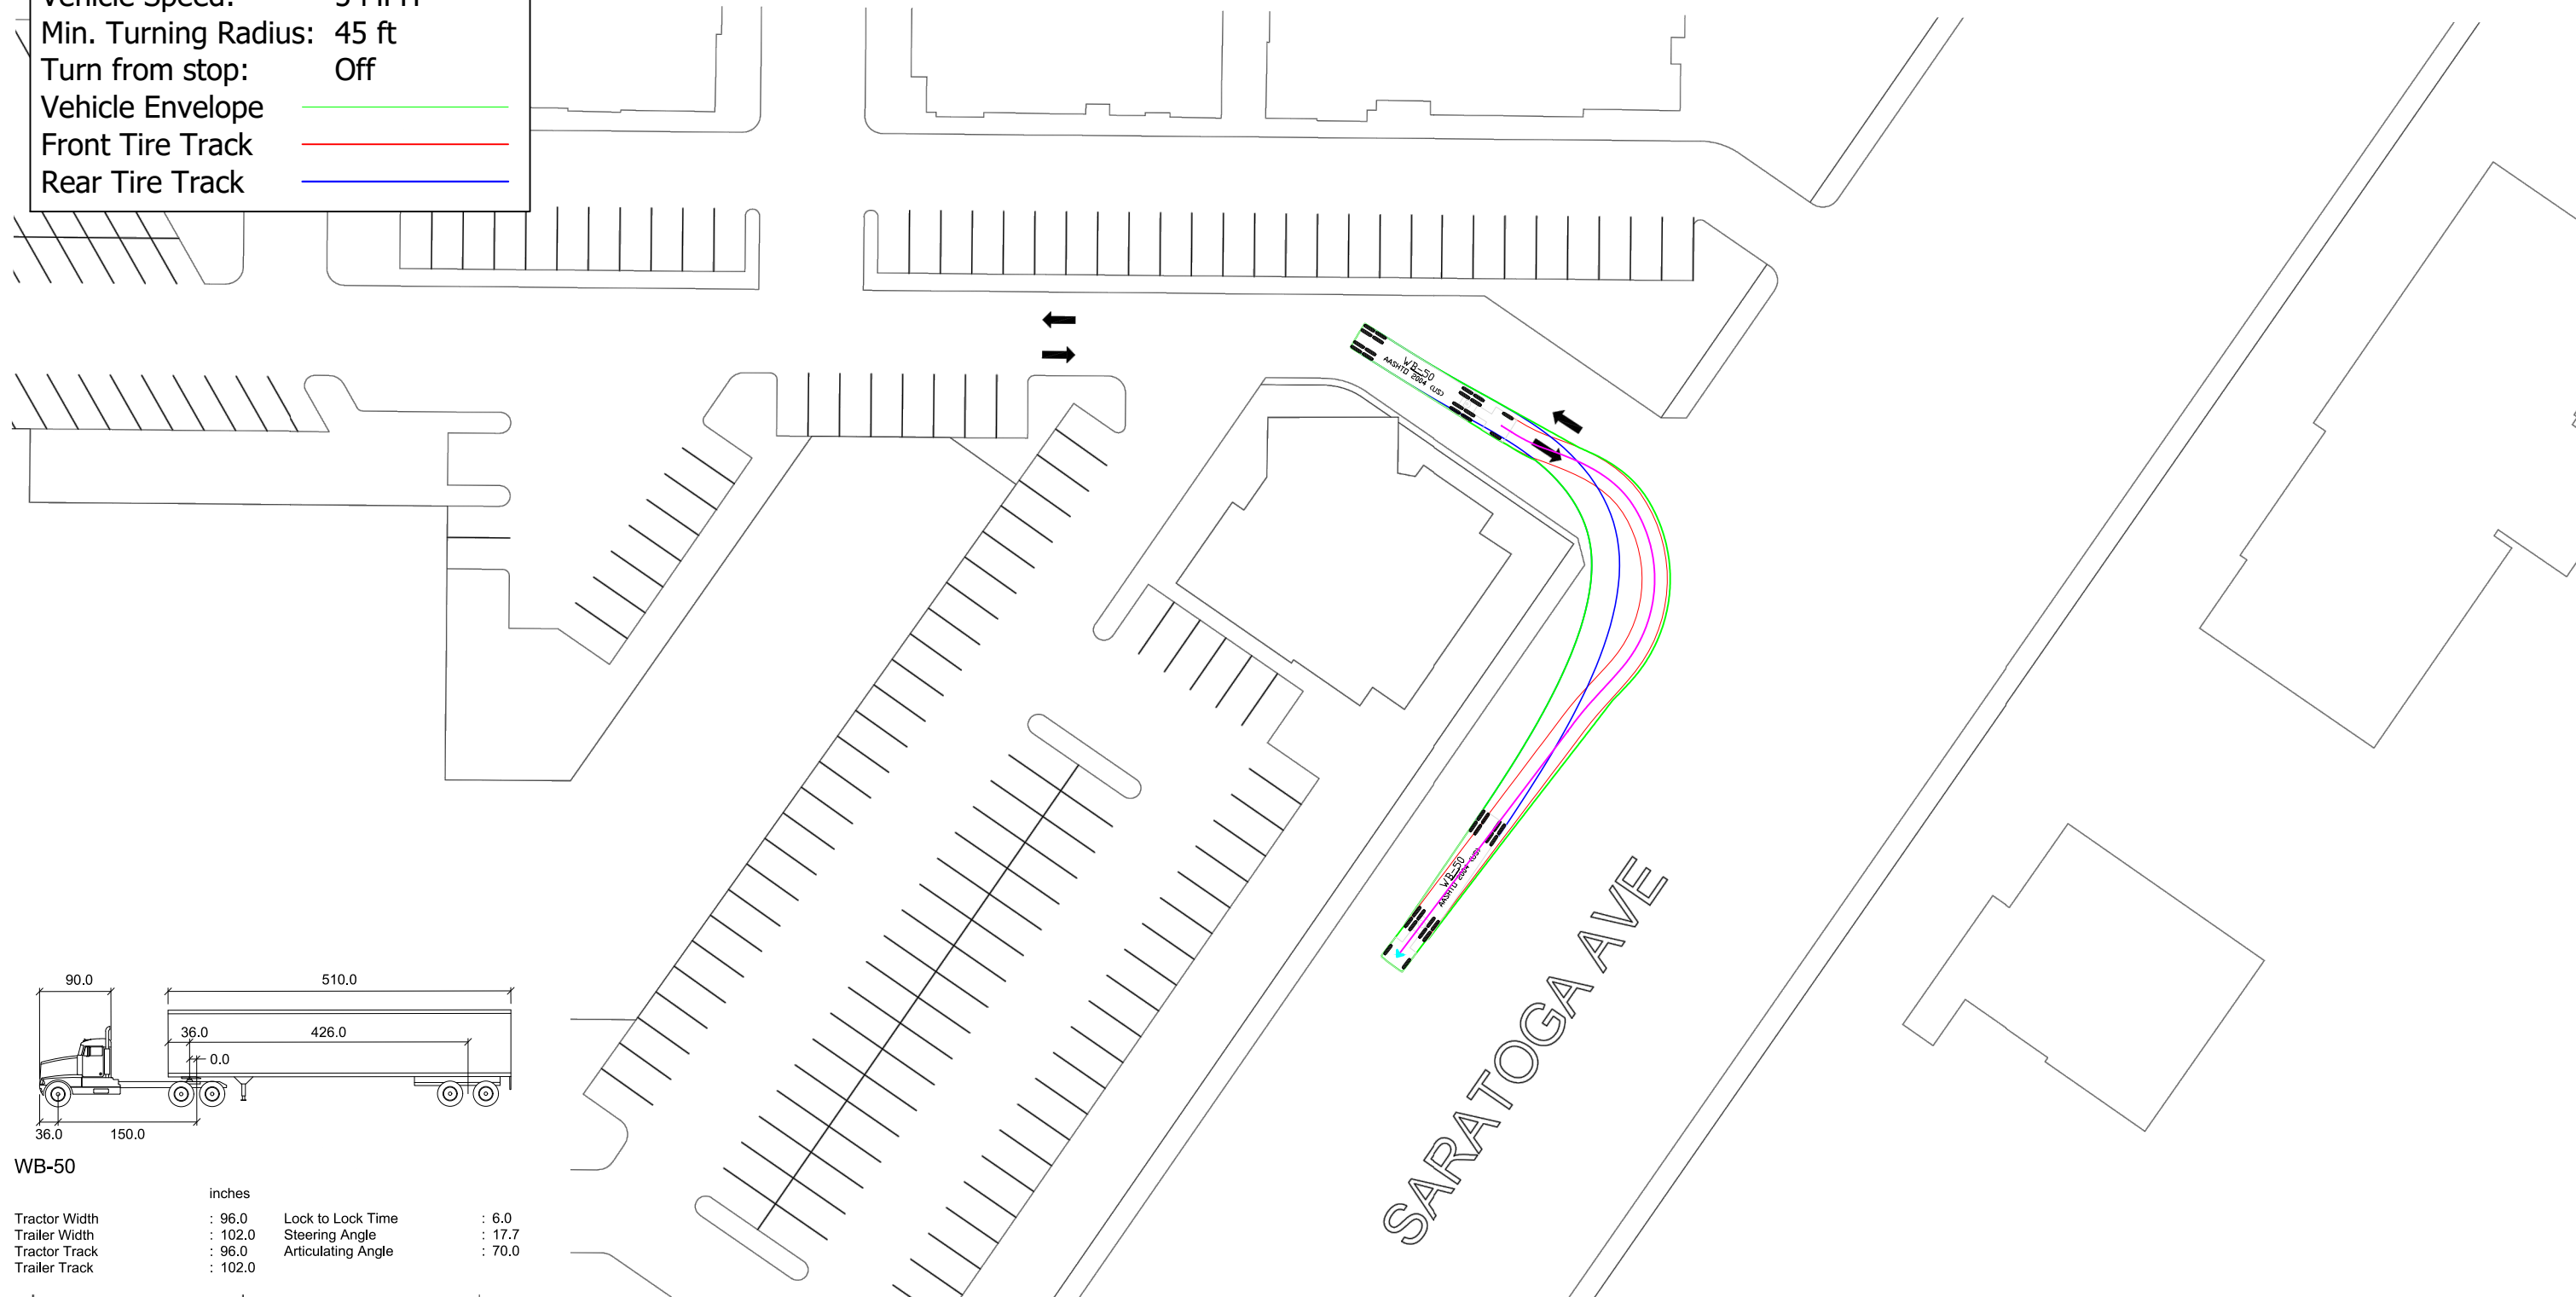 Min. Turning Radius: 45 ft
Turn from stop: Off
Vehicle Envelope
Front Tire Track
Rear Tire Track
WB-50
AASHTO 2004 (US)
WB-50
AASHTO 2004 (US)
SARATOGA AVE
90.0
510.0
36.0
426.0
0.0
36.0
150.0
WB-50
inches
Tractor Width : 96.0 Lock to Lock Time : 6.0
Trailer Width : 102.0 Steering Angle : 17.7
Tractor Track : 96.0 Articulating Angle : 70.0
Trailer Track : 102.0